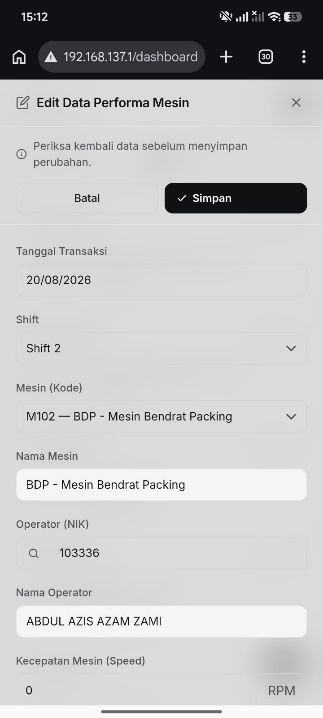 15:12
33
192.168.137.1/dashboard
30
Edit Data Performa Mesin
Periksa kembali data sebelum menyimpan
perubahan.
Batal
Simpan
Tanggal Transaksi
20/08/2026
Shift
Shift 2
Mesin (Kode)
M102 — BDP - Mesin Bendrat Packing
Nama Mesin
BDP - Mesin Bendrat Packing
Operator (NIK)
103336
Nama Operator
ABDUL AZIS AZAM ZAMI
Kecepatan Mesin (Speed)
0 RPM